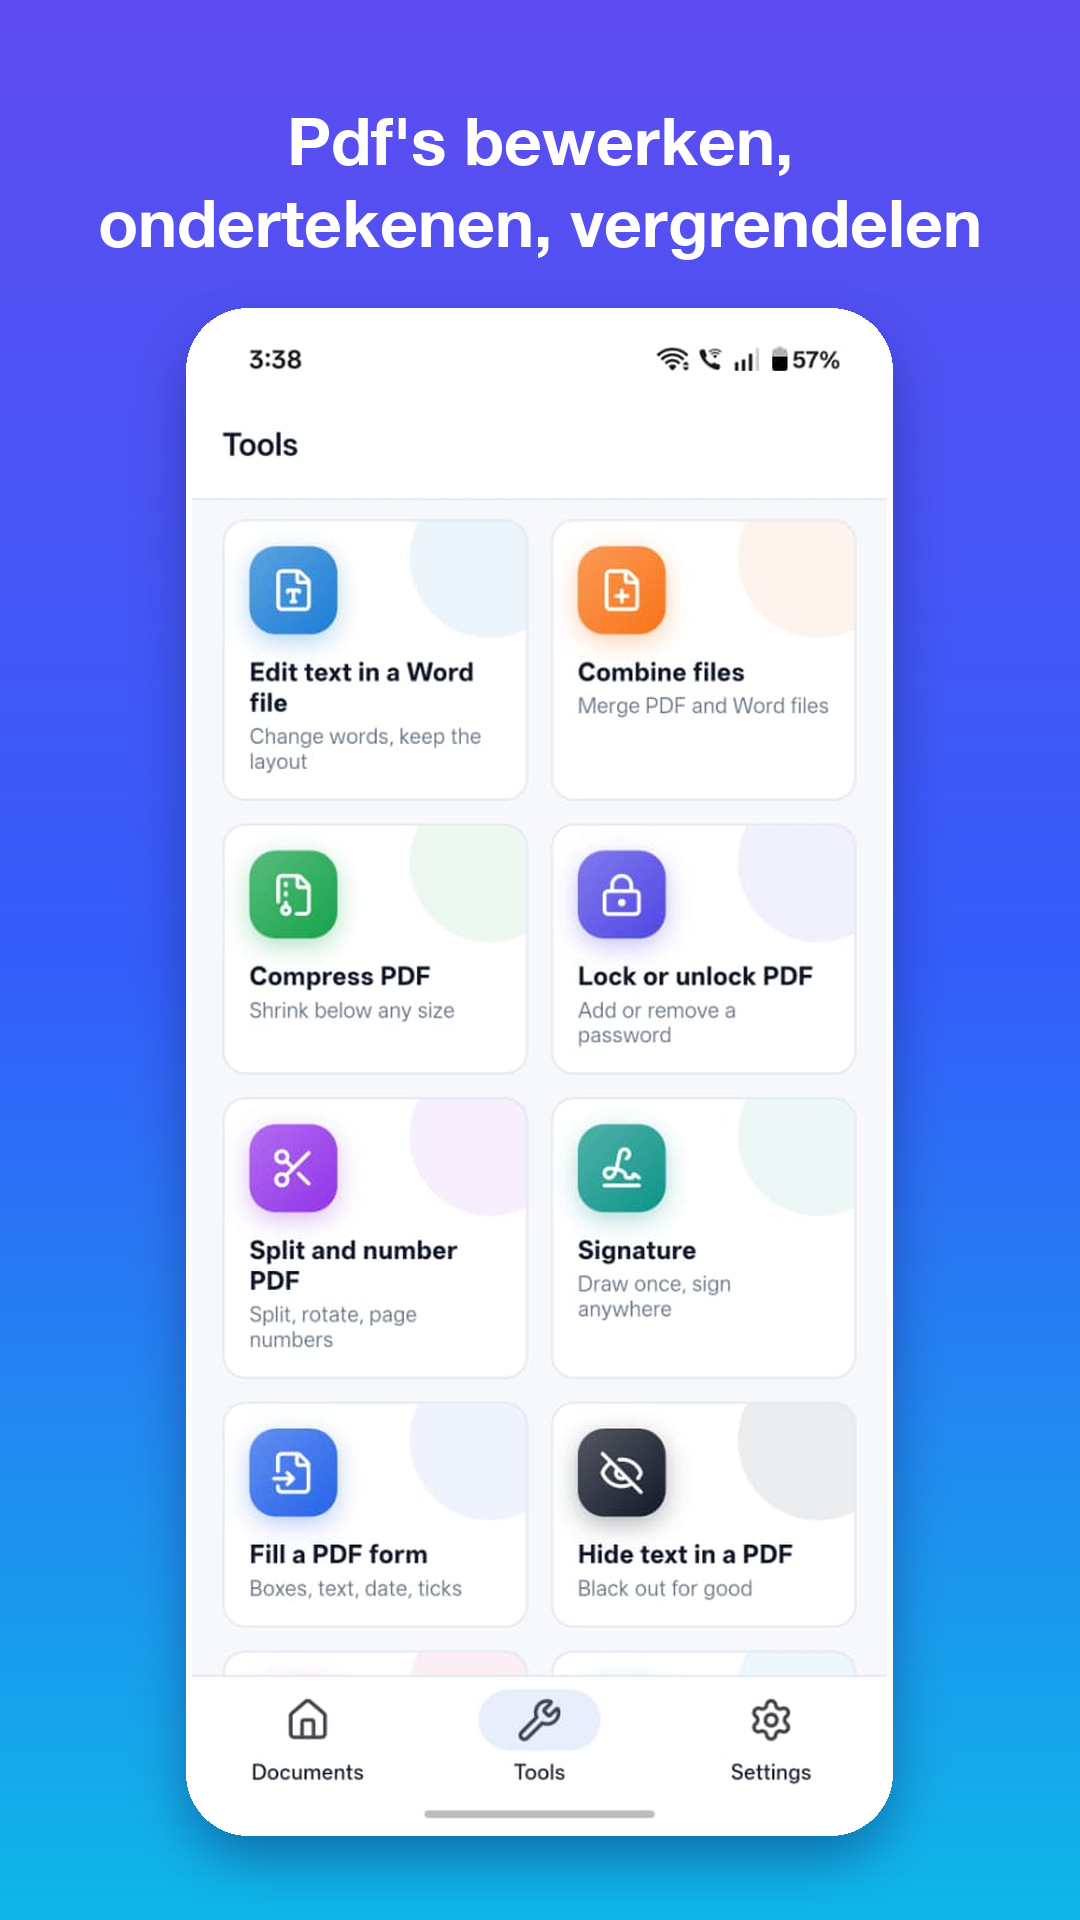 Pdf's bewerken,
ondertekenen, vergrendelen
3:38
57%
Tools
Edit text in a Word
file
Change words, keep the
layout
Combine files
Merge PDF and Word files
Compress PDF
Shrink below any size
Lock or unlock PDF
Add or remove a
password
Split and number
PDF
Split, rotate, page
numbers
Signature
Draw once, sign
anywhere
Fill a PDF form
Boxes, text, date, ticks
Hide text in a PDF
Black out for good
Documents
Tools
Settings